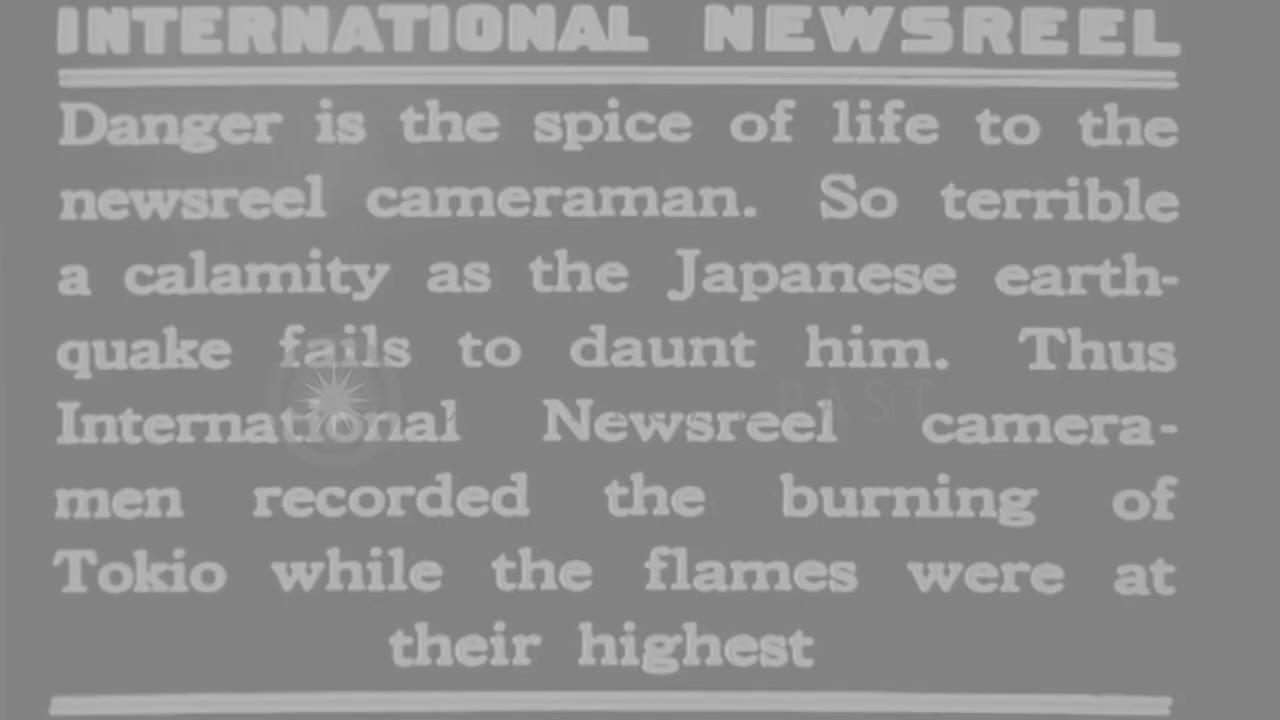 INTERNATIONAL NEWSREEL
Danger is the spice of life to the
newsreel cameraman. So terrible
a calamity as the Japanese earth-
quake fails to daunt him. Thus
International Newsreel camera-
men recorded the burning of
Tokio while the flames were at
their highest
PAST